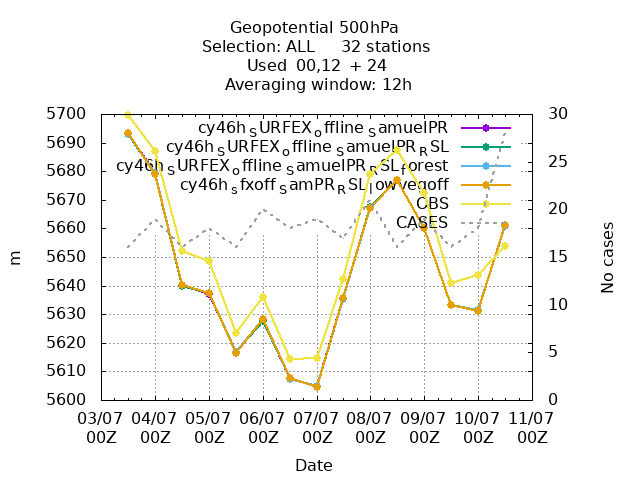 Geopotential 500hPa
Selection: ALL 32 stations
Used 00,12 + 24
Averaging window: 12h
5700
5690
5680
5670
5660
5650
5640
5630
5620
5610
5600
m
30
25
20
15
10
5
0
No cases
cy46h_SURFEX_offline_samuelPR
cy46h_SURFEX_offline_samuelPR_RSL
cy46h_SURFEX_offline_samuelPR_RSL_forest
cy46h_sfxoff_SamPR_RSL_lowvegoff
OBS
CASES
03/07 00Z
04/07 00Z
05/07 00Z
06/07 00Z
07/07 00Z
08/07 00Z
09/07 00Z
10/07 00Z
11/07 00Z
Date